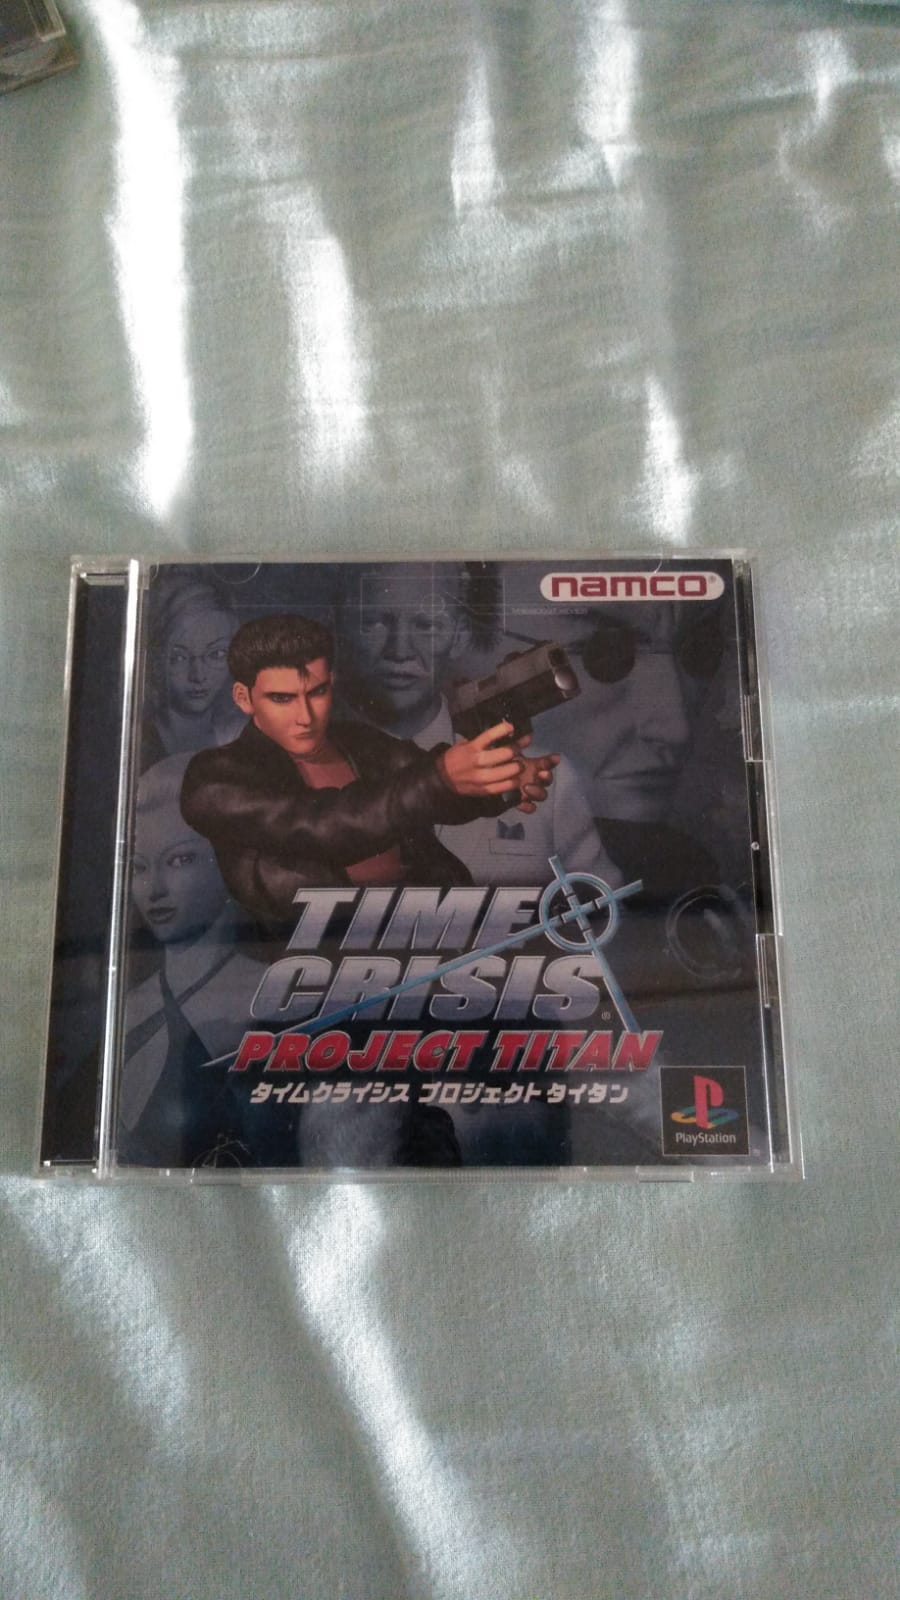 namco®
TIME
CRISIS®
PROJECT TITAN
タイムクライシス プロジェクト タイタン
PlayStation